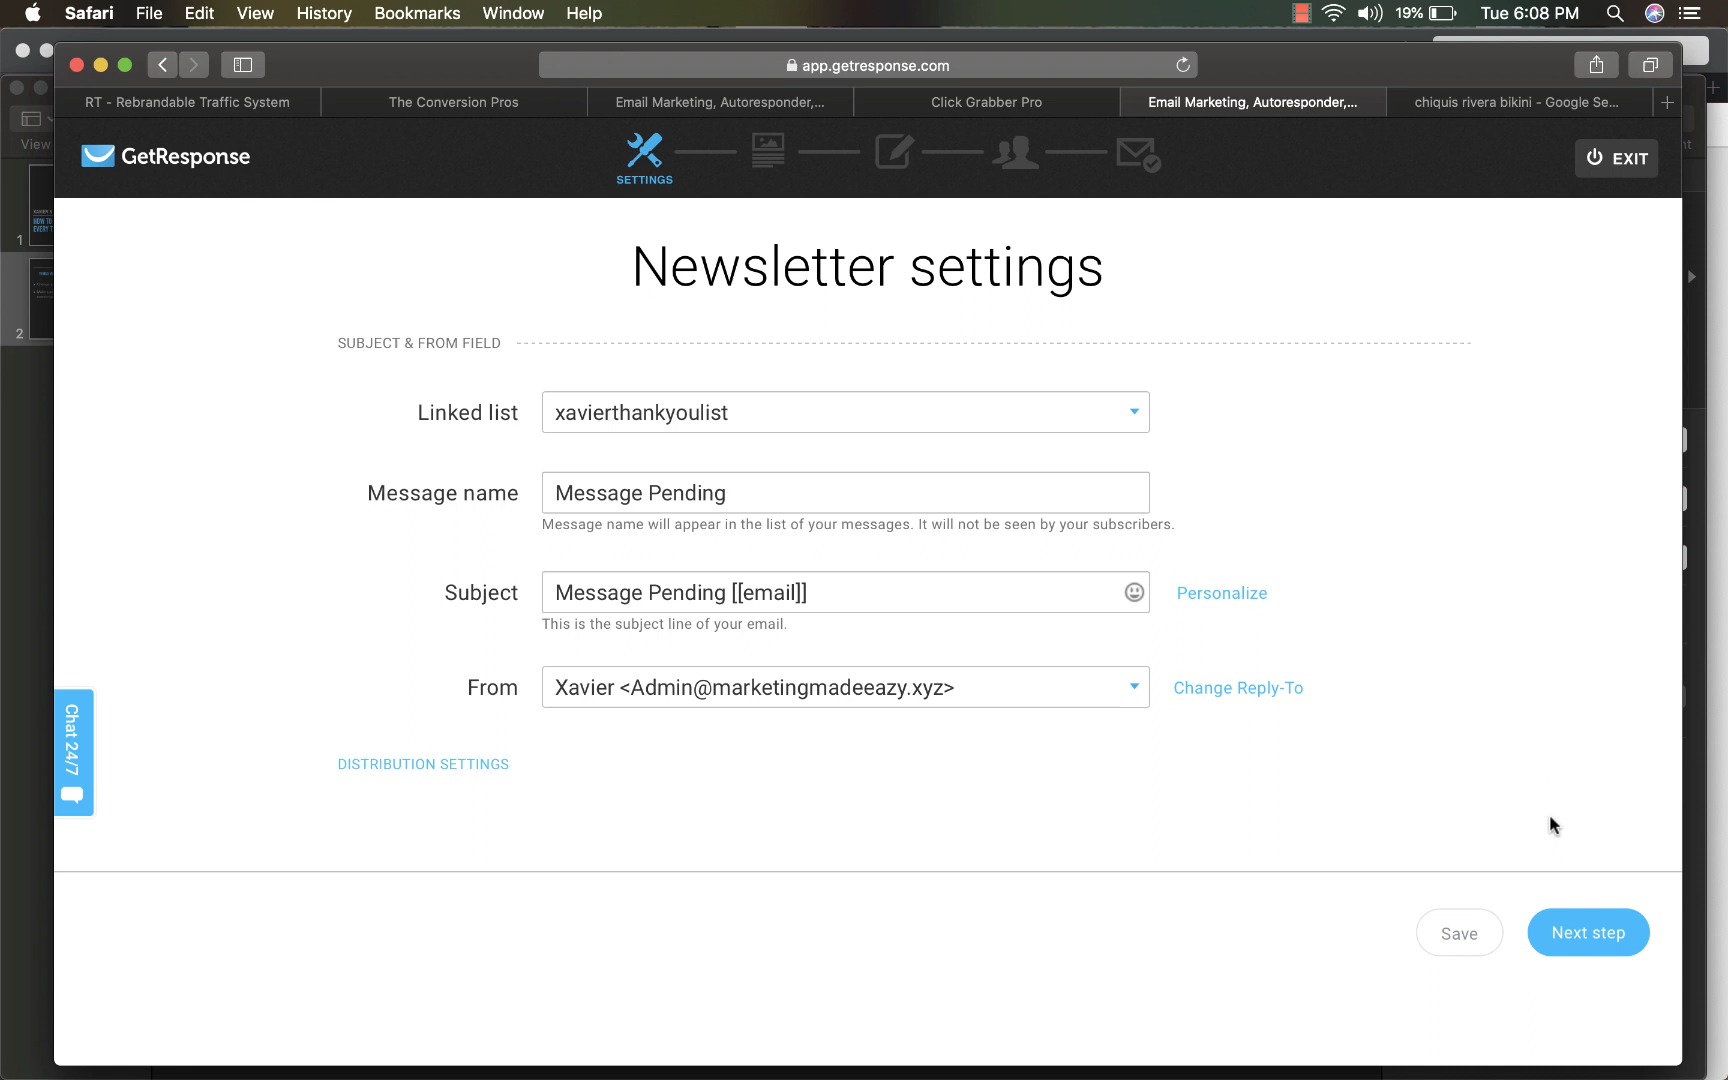 Safari File Edit View History Bookmarks Window Help 19% Tue 6:08 PM
app.getresponse.com
RT - Rebrandable Traffic System The Conversion Pros Email Marketing, Autoresponder,... Click Grabber Pro Email Marketing, Autoresponder,... chiquis rivera bikini - Google Se...
View
GetResponse
SETTINGS
EXIT
1
2
Newsletter settings
SUBJECT & FROM FIELD
Linked list xavierthankyoulist
Message name Message Pending
Message name will appear in the list of your messages. It will not be seen by your subscribers.
Subject Message Pending [[email]] Personalize
This is the subject line of your email.
From Xavier <Admin@marketingmadeeazy.xyz> Change Reply-To
Chat 24/7
DISTRIBUTION SETTINGS
Save Next step